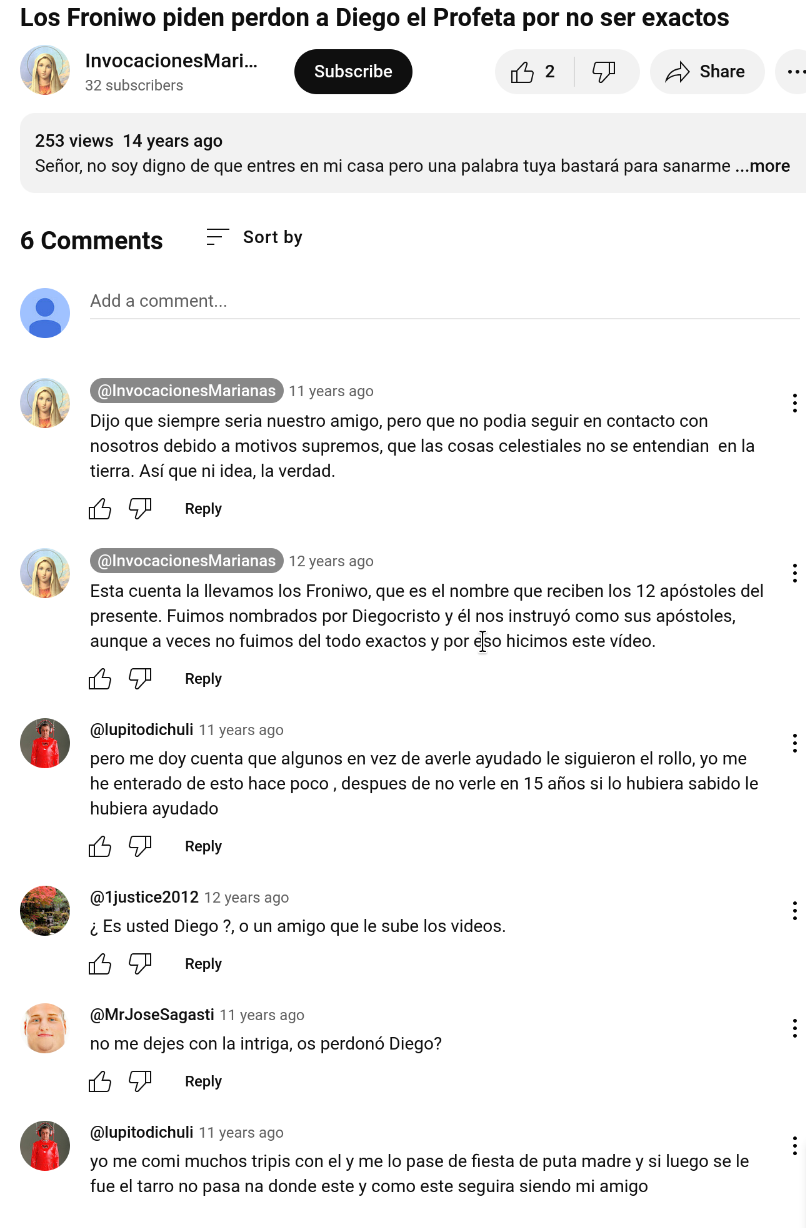 Los Froniwo piden perdon a Diego el Profeta por no ser exactos
InvocacionesMari...
32 subscribers
Subscribe
2
Share
253 views 14 years ago
Señor, no soy digno de que entres en mi casa pero una palabra tuya bastará para sanarme ...more
6 Comments
Sort by
Add a comment...
@InvocacionesMarianas 11 years ago
Dijo que siempre seria nuestro amigo, pero que no podia seguir en contacto con
nosotros debido a motivos supremos, que las cosas celestiales no se entendian en la
tierra. Así que ni idea, la verdad.
Reply
@InvocacionesMarianas 12 years ago
Esta cuenta la llevamos los Froniwo, que es el nombre que reciben los 12 apóstoles del
presente. Fuimos nombrados por Diegocristo y él nos instruyó como sus apóstoles,
aunque a veces no fuimos del todo exactos y por eso hicimos este vídeo.
Reply
@lupitodichuli 11 years ago
pero me doy cuenta que algunos en vez de averle ayudado le siguieron el rollo, yo me
he enterado de esto hace poco , despues de no verle en 15 años si lo hubiera sabido le
hubiera ayudado
Reply
@1justice2012 12 years ago
¿ Es usted Diego ?, o un amigo que le sube los videos.
Reply
@MrJoseSagasti 11 years ago
no me dejes con la intriga, os perdonó Diego?
Reply
@lupitodichuli 11 years ago
yo me comi muchos tripis con el y me lo pase de fiesta de puta madre y si luego se le
fue el tarro no pasa na donde este y como este seguira siendo mi amigo